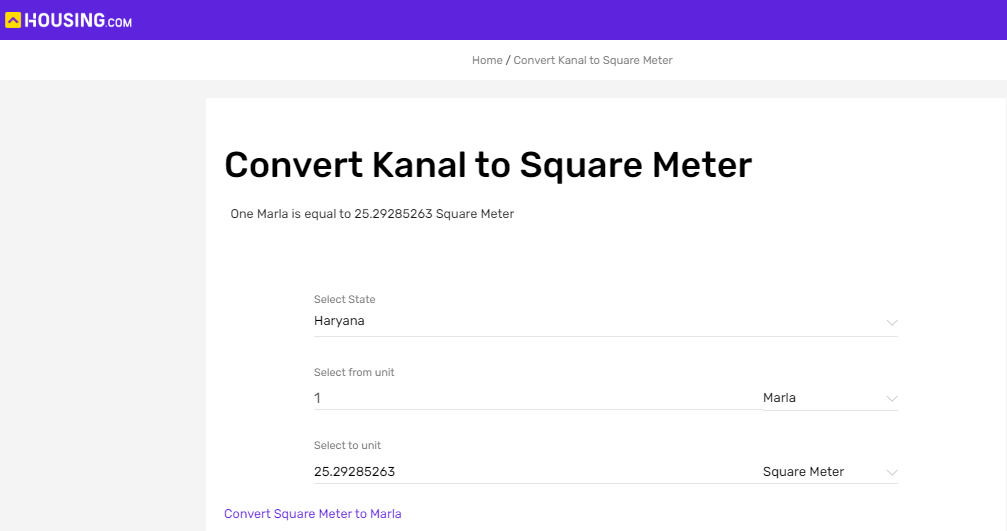 HOUSING.COM
Home / Convert Kanal to Square Meter
Convert Kanal to Square Meter
One Marla is equal to 25.29285263 Square Meter
Select State
Haryana
Select from unit
1 Marla
Select to unit
25.29285263 Square Meter
Convert Square Meter to Marla